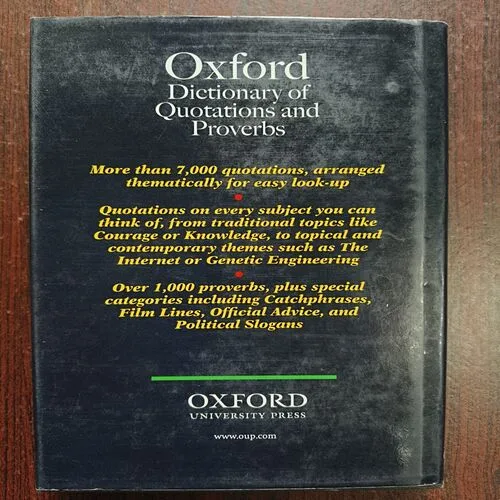 Oxford
Dictionary of
Quotations and
Proverbs
More than 7,000 quotations, arranged
thematically for easy look-up
Quotations on every subject you can
think of, from traditional topics like
Courage or Knowledge, to topical and
contemporary themes such as The
Internet or Genetic Engineering
Over 1,000 proverbs, plus special
categories including Catchphrases,
Film Lines, Official Advice, and
Political Slogans
OXFORD
UNIVERSITY PRESS
www.oup.com